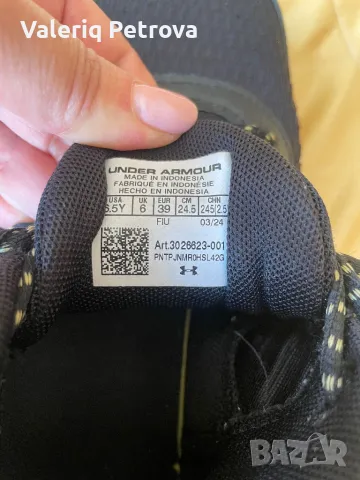 Valeriq Petrova
UNDER ARMOUR
MADE IN INDONESIA
FABRIQUÉ EN INDONÉSIE
HECHO EN INDONESIA
USA UK EUR CM CHN
6.5Y 6 39 24.5 245(2.5)
FIU 03/24
Art.3026623-001
PNTPJNMR0HSL42G
BAZAR